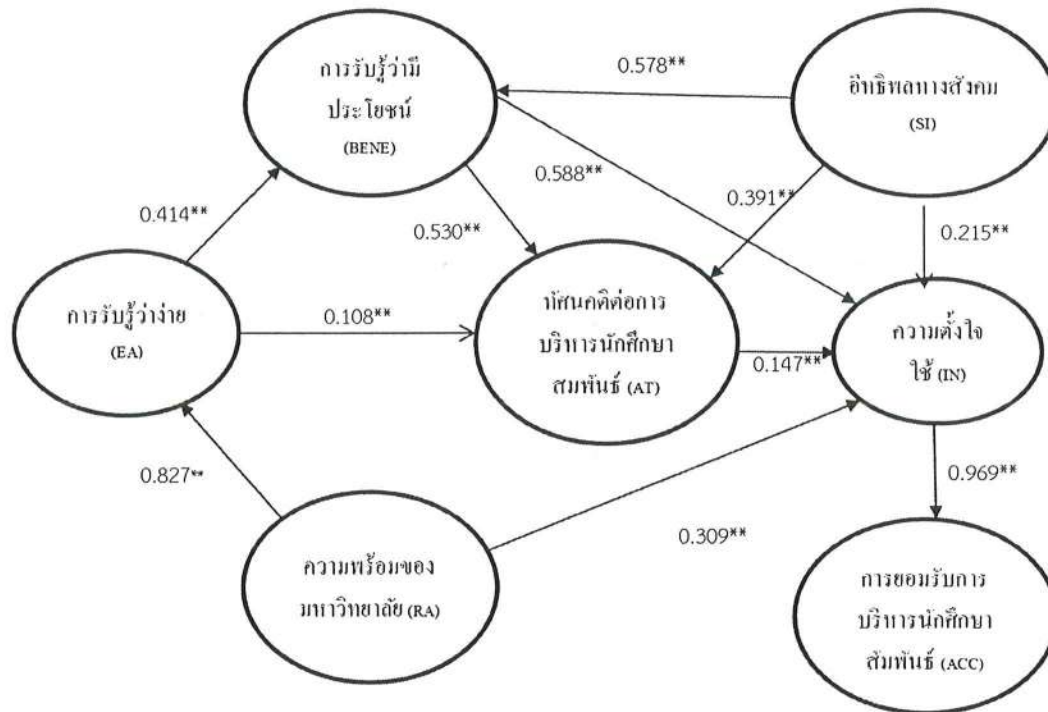 การรับรู้ว่ามี
ประโยชน์
(BENE)
0.578**
อิทธิพลทางสังคม
(SI)
0.588**
0.391**
0.414**
0.530**
0.215**
การรับรู้ว่าง่าย
(EA)
0.108**
ทัศนคติต่อการ
บริหารนักศึกษา
สมพันธ์ (AT)
0.147**
ความตั้งใจ
ใช้ (IN)
0.827**
0.969**
0.309**
ความพร้อมของ
มหาวิทยาลัย (RA)
การยอมรับการ
บริหารนักศึกษา
สัมพันธ์ (ACC)